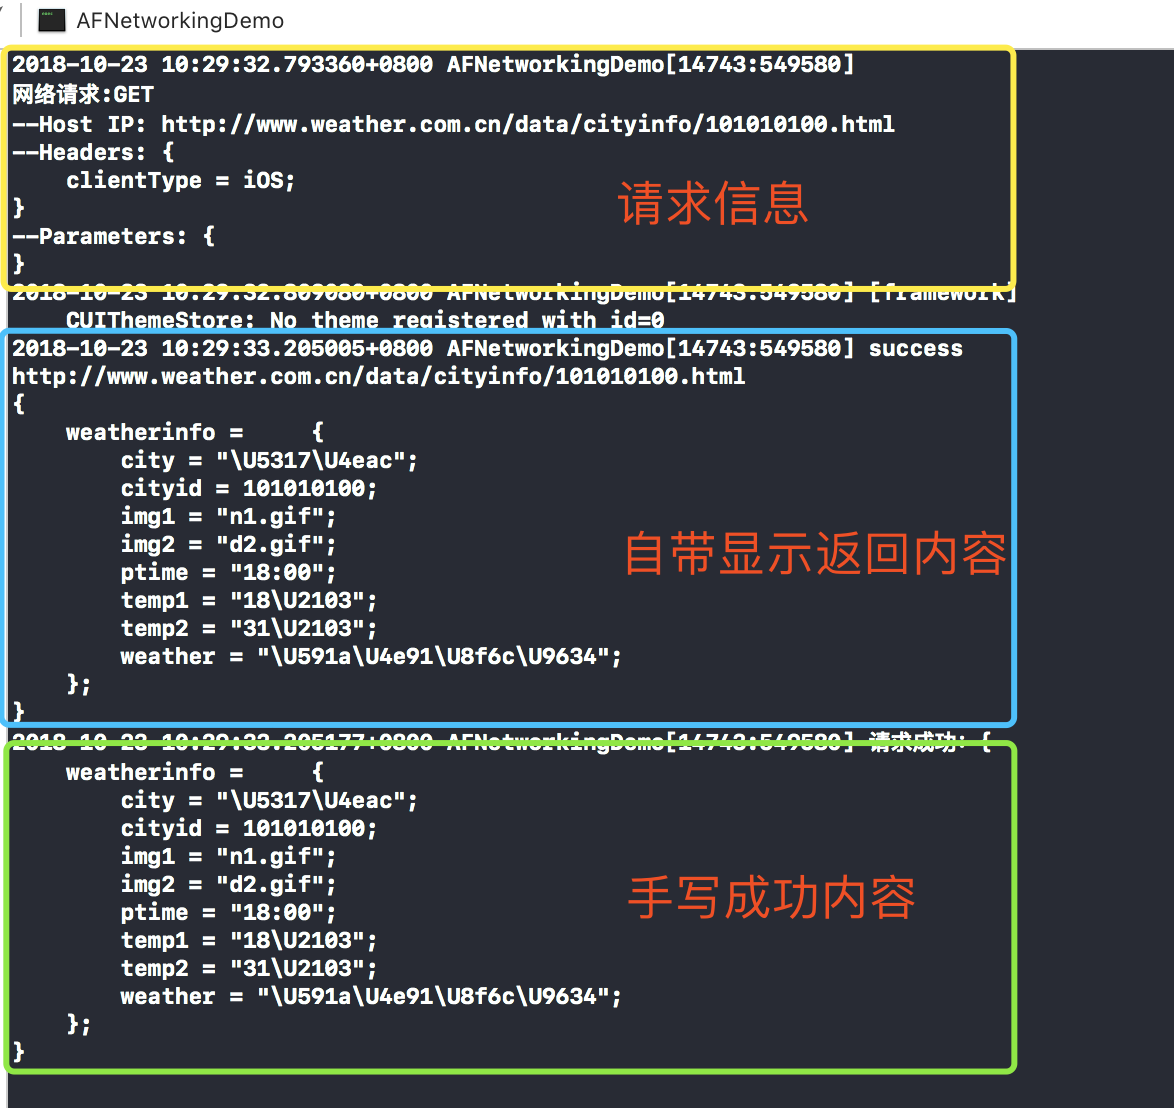 AFNetworkingDemo
2018-10-23 10:29:32.793360+0800 AFNetworkingDemo[14743:549580]
网络请求:GET
--Host IP: http://www.weather.com.cn/data/cityinfo/101010100.html
--Headers: {
    clientType = iOS;
}
请求信息
--Parameters: {
}
2018-10-23 10:29:32.809080+0800 AFNetworkingDemo[14743:549580] [framework]
    CUIThemeStore: No theme registered with id=0
2018-10-23 10:29:33.205005+0800 AFNetworkingDemo[14743:549580] success
http://www.weather.com.cn/data/cityinfo/101010100.html
{
    weatherinfo =     {
        city = "\U5317\U4eac";
        cityid = 101010100;
        img1 = "n1.gif";
        img2 = "d2.gif";
自带显示返回内容
        ptime = "18:00";
        temp1 = "18\U2103";
        temp2 = "31\U2103";
        weather = "\U591a\U4e91\U8f6c\U9634";
    };
}
2018-10-23 10:29:33.205177+0800 AFNetworkingDemo[14743:549580] 请求成功: {
    weatherinfo =     {
        city = "\U5317\U4eac";
        cityid = 101010100;
        img1 = "n1.gif";
        img2 = "d2.gif";
手写成功内容
        ptime = "18:00";
        temp1 = "18\U2103";
        temp2 = "31\U2103";
        weather = "\U591a\U4e91\U8f6c\U9634";
    };
}